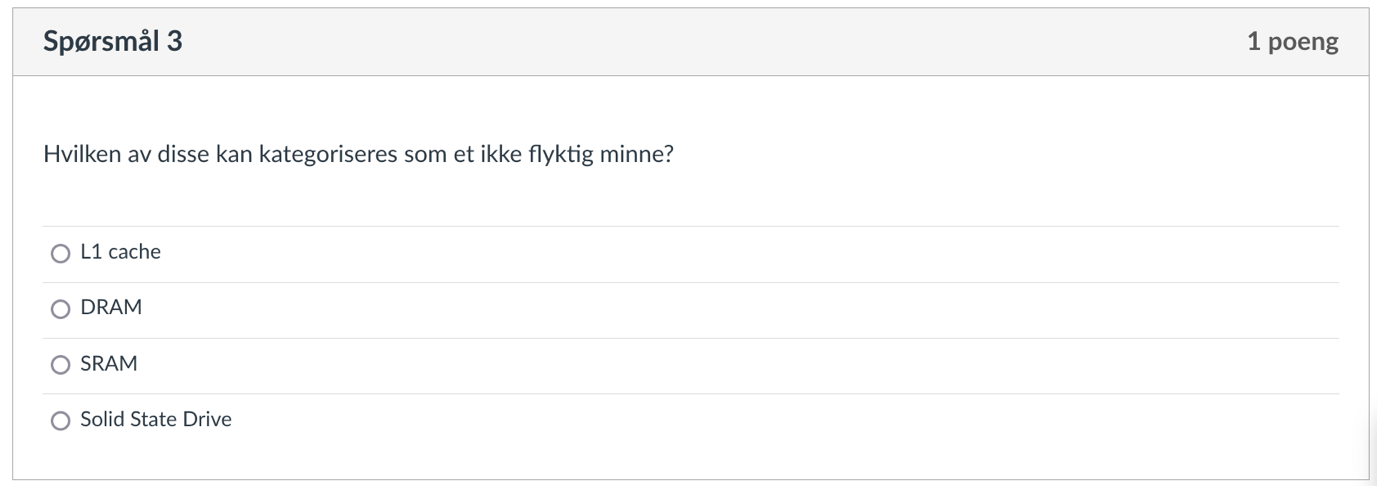 Spørsmål 3
1 poeng
Hvilken av disse kan kategoriseres som et ikke flyktig minne?
L1 cache
DRAM
SRAM
Solid State Drive